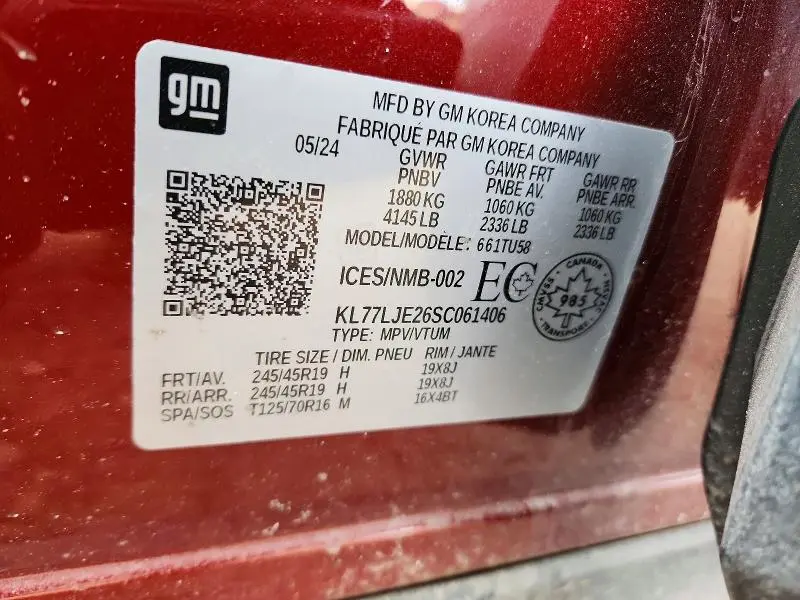 gm
MFD BY GM KOREA COMPANY
FABRIQUÉ PAR GM KOREA COMPANY
05/24
GVWR GAWR FRT GAWR RR
PNBV PNBE AV. PNBE ARR.
1880 KG 1060 KG 1060 KG
4145 LB 2336 LB 2336 LB
MODEL/MODÈLE: 661TU58
ICES/NMB-002 EC
CANADA
CMVSS 985 NSVAC
TRANSPORT
KL77LJE26SC061406
TYPE: MPV/VTUM
TIRE SIZE / DIM. PNEU RIM / JANTE
FRT/AV. 245/45R19 H 19X8J
RR/ARR. 245/45R19 H 19X8J
SPA/SOS T125/70R16 M 16X4BT